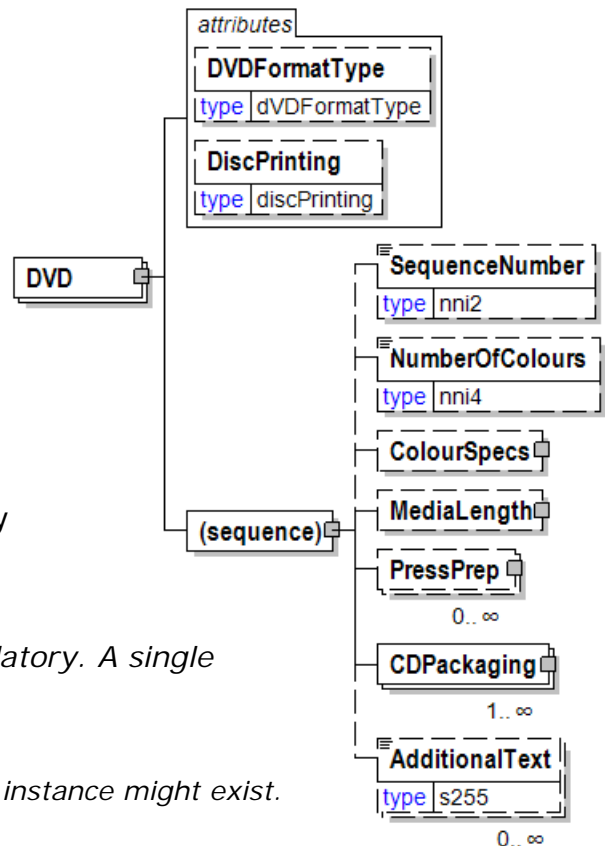 attributes
DVDFormatType
type dVDFormatType
DiscPrinting
type discPrinting
DVD
SequenceNumber
type nni2
NumberOfColours
type nni4
ColourSpecs
MediaLength
y
(sequence)
PressPrep
0.. ∞
latory. A single
CDPackaging
1.. ∞
AdditionalText
type s255
instance might exist.
0.. ∞